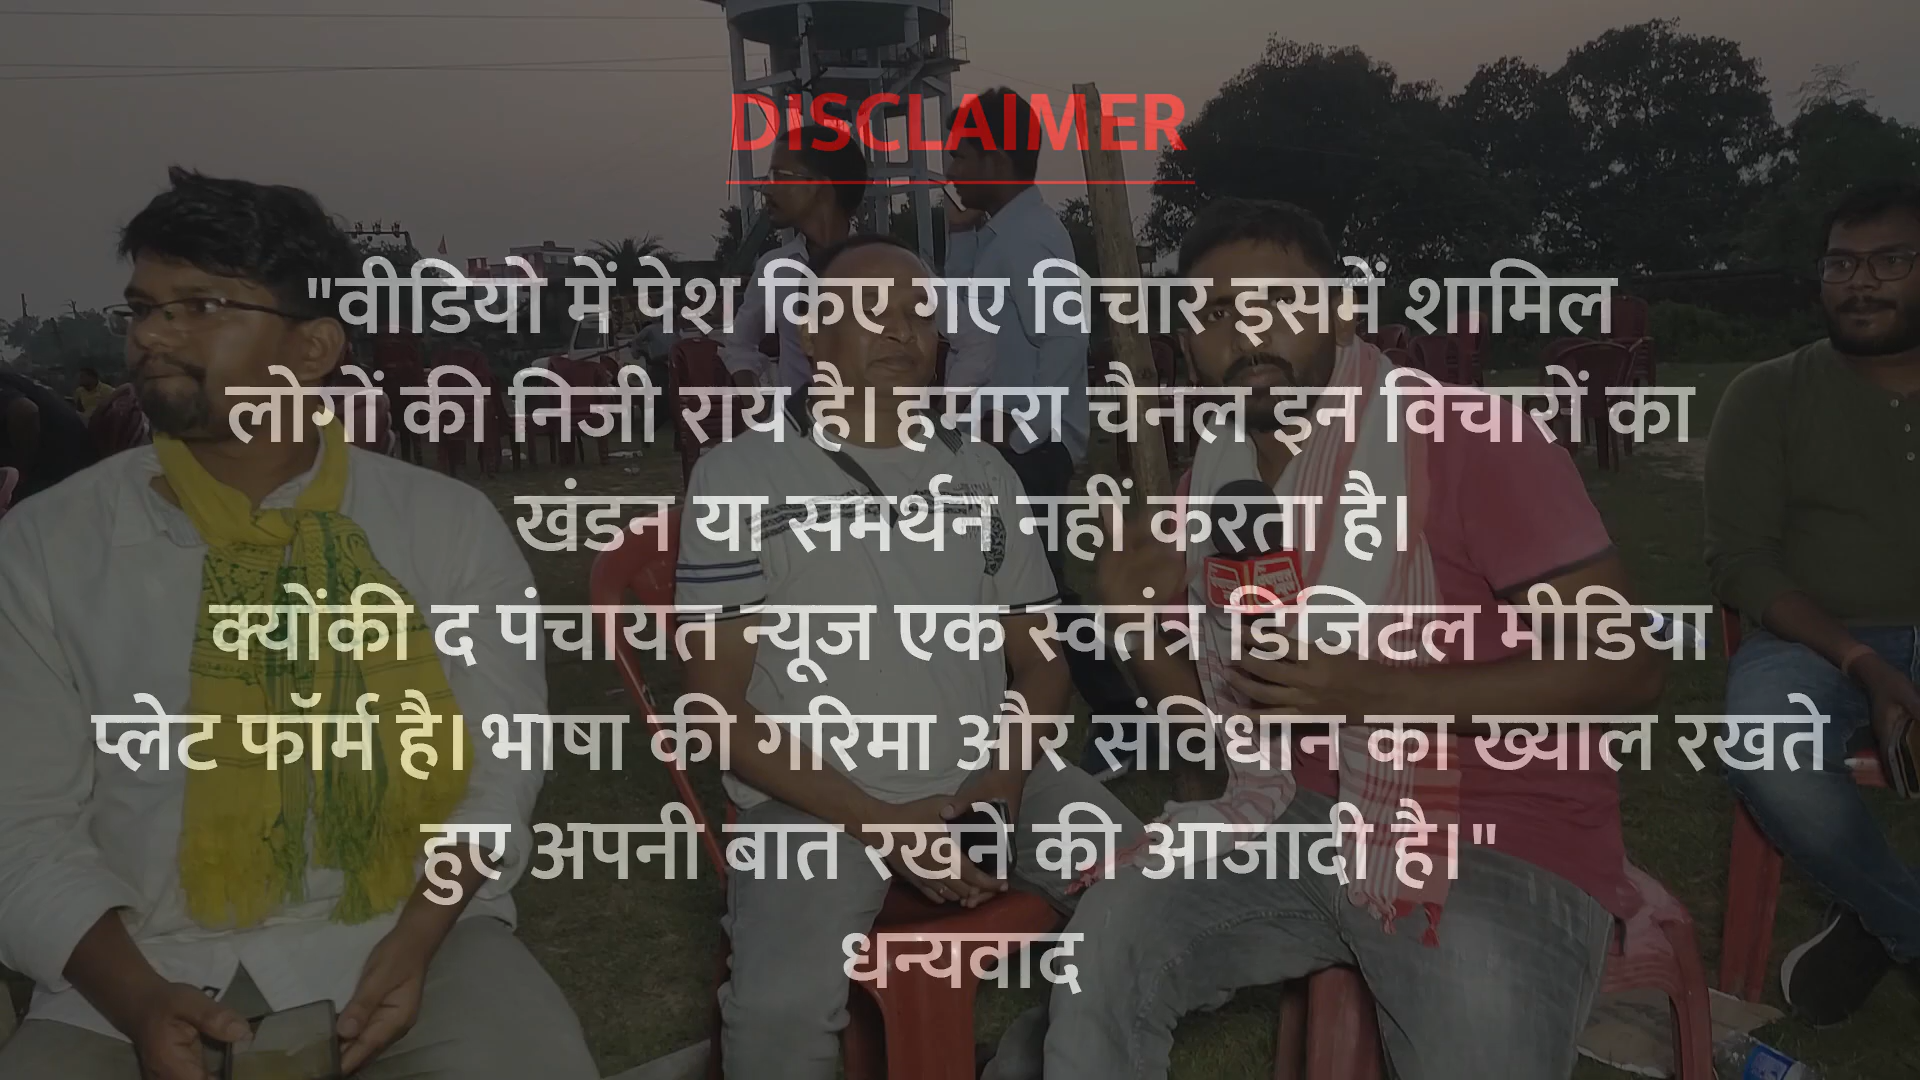 DISCLAIMER
"वीडियो में पेश किए गए विचार इसमें शामिल
लोगों की निजी राय है। हमारा चैनल इन विचारों का
खंडन या समर्थन नहीं करता है।
क्योंकी द पंचायत न्यूज एक स्वतंत्र डिजिटल मीडिया
प्लेट फॉर्म है। भाषा की गरिमा और संविधान का ख्याल रखते
हुए अपनी बात रखने की आजादी है।"
धन्यवाद